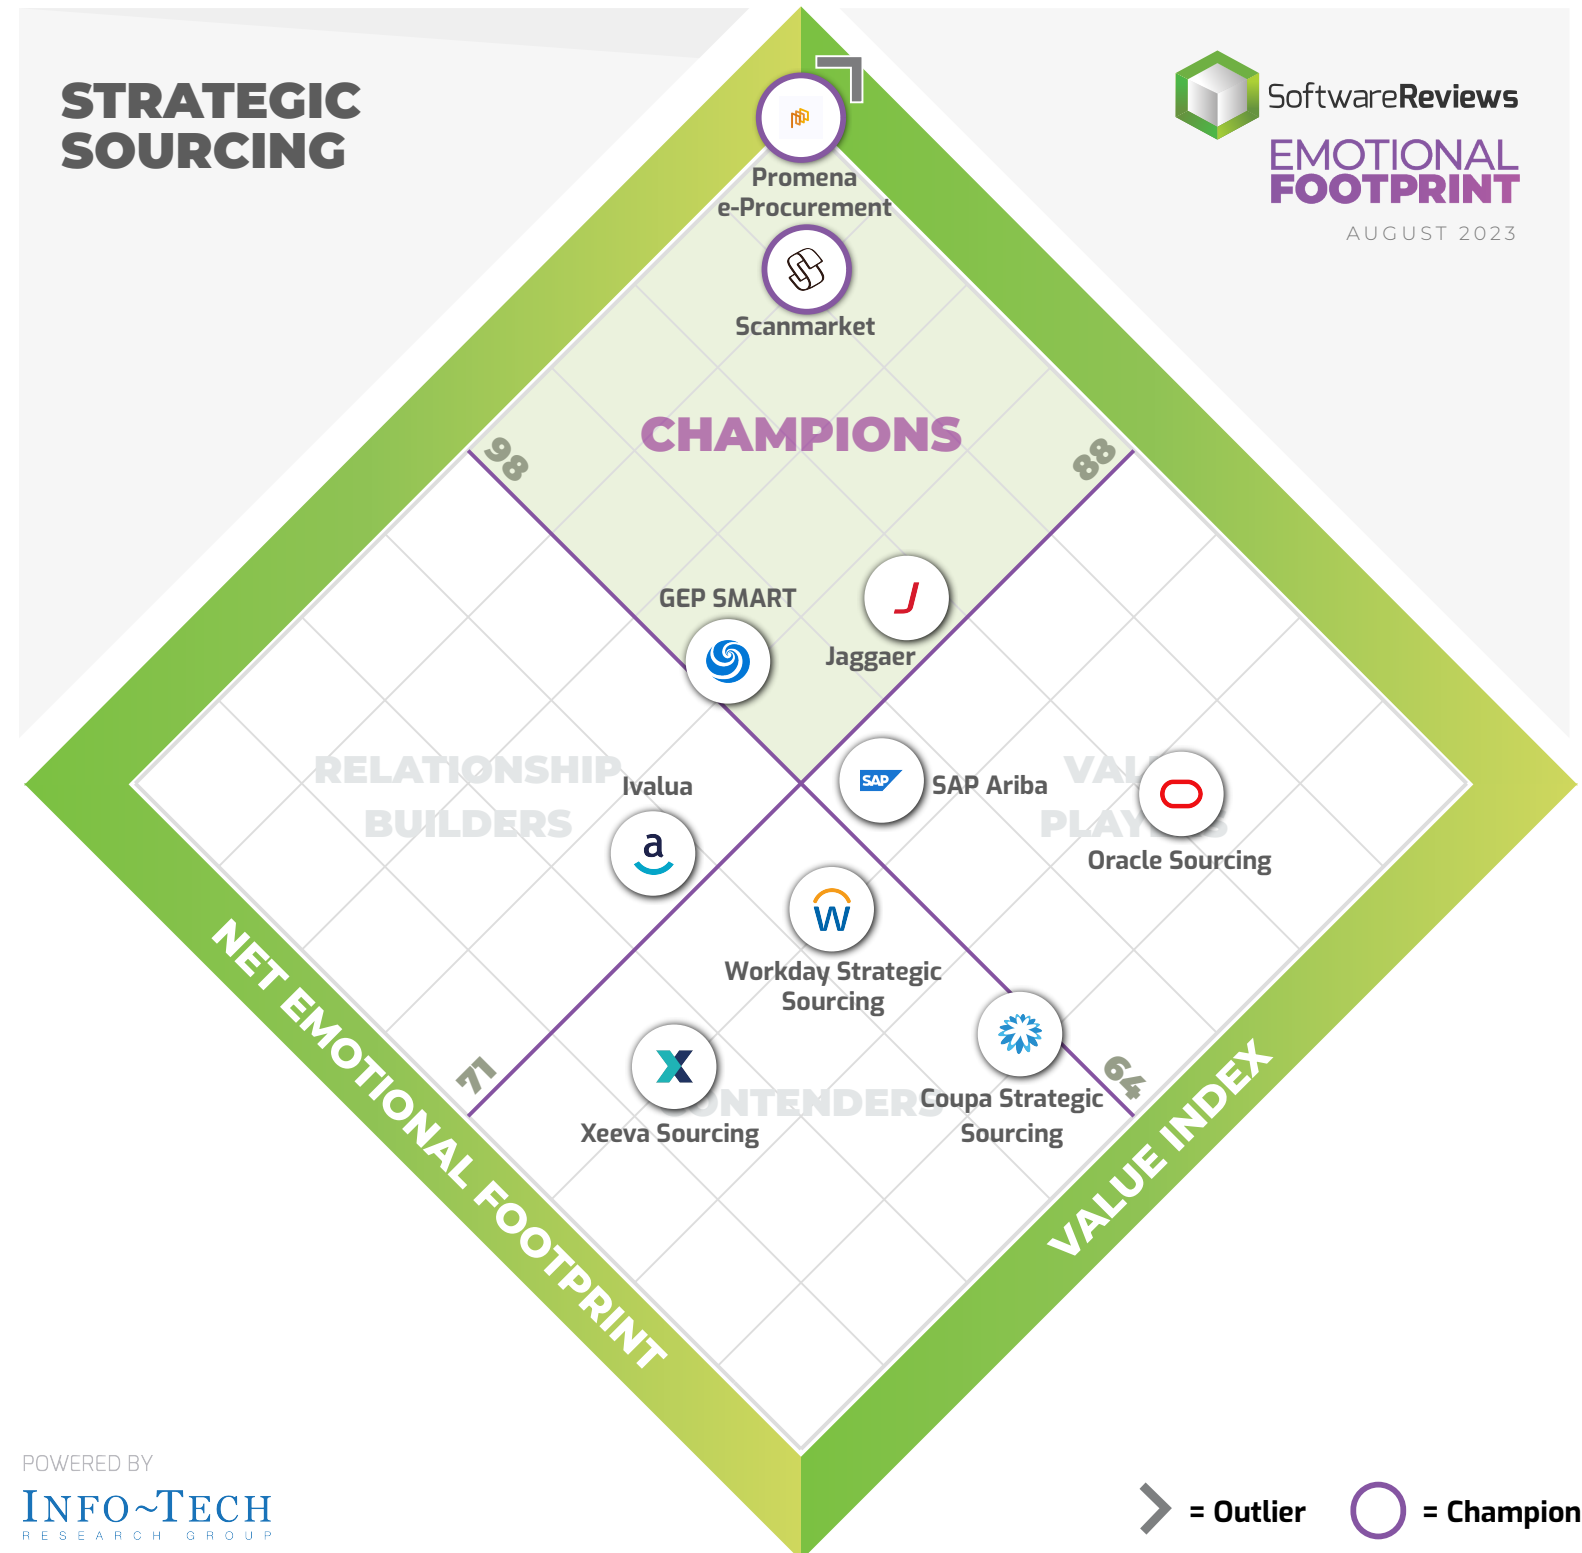 STRATEGIC
SOURCING
SoftwareReviews
EMOTIONAL
FOOTPRINT
AUGUST 2023
Promena
e-Procurement
Scanmarket
CHAMPIONS
98
88
GEP SMART
Jaggaer
RELATIONSHIP
BUILDERS
Ivalua
a
SAP
SAP Ariba
Oracle Sourcing
W
Workday Strategic
Sourcing
71
64
Xeeva Sourcing
Coupa Strategic
Sourcing
NET EMOTIONAL FOOTPRINT
VALUE INDEX
POWERED BY
INFO~TECH
RESEARCH GROUP
= Outlier
= Champion